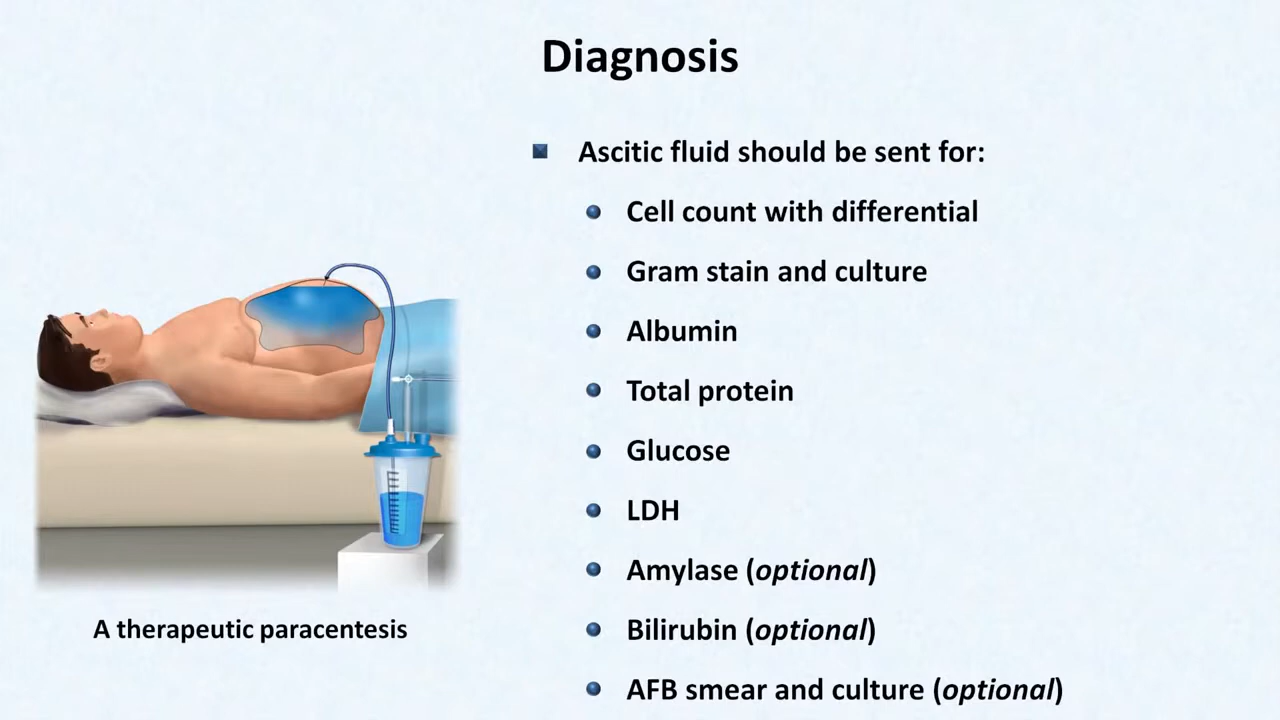 Diagnosis
Ascitic fluid should be sent for:
Cell count with differential
Gram stain and culture
Albumin
Total protein
Glucose
LDH
Amylase (optional)
Bilirubin (optional)
AFB smear and culture (optional)
A therapeutic paracentesis